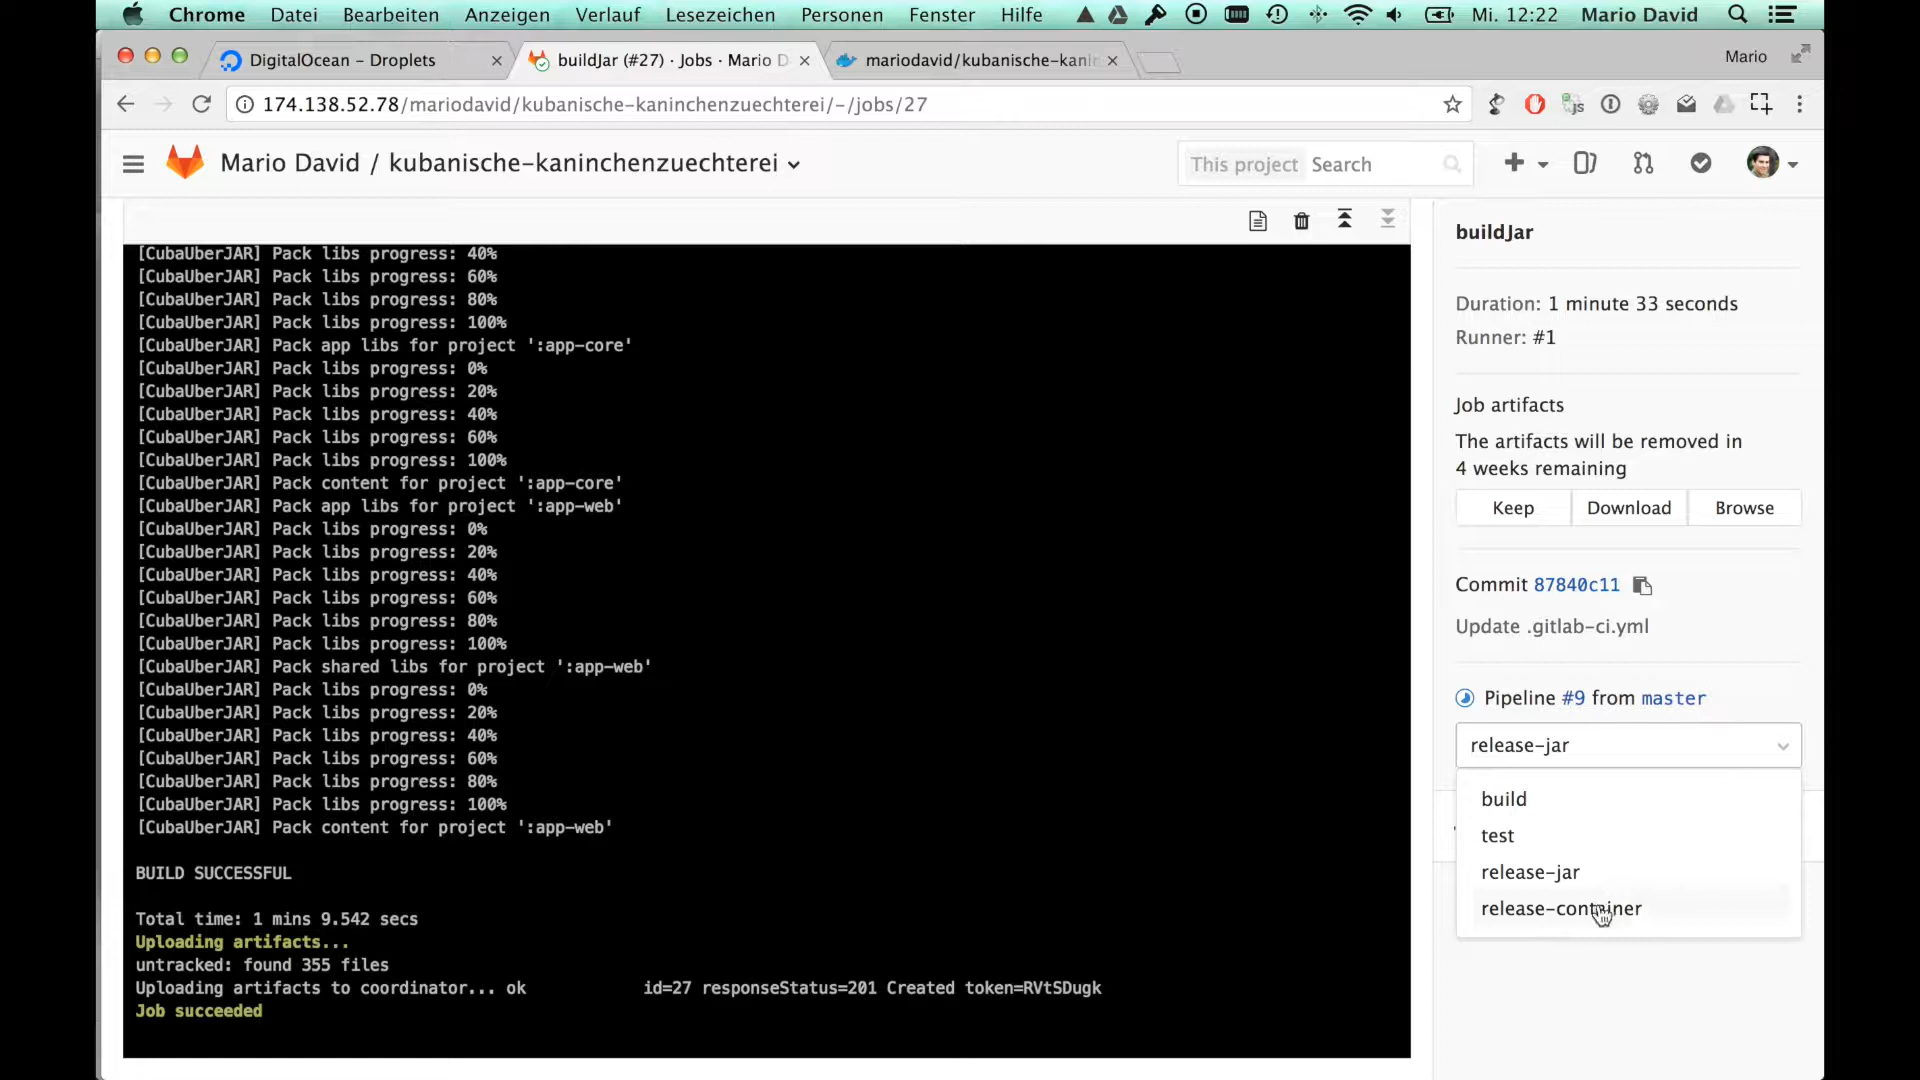 Chrome Datei Bearbeiten Anzeigen Verlauf Lesezeichen Personen Fenster Hilfe Mi. 12:22 Mario David
DigitalOcean – Droplets
buildJar (#27) · Jobs · Mario D
mariodavid/kubanische-kanin
Mario
174.138.52.78/mariodavid/kubanische-kaninchenzuechterei/-/jobs/27
Mario David / kubanische-kaninchenzuechterei
This project Search
[CubaUberJAR] Pack libs progress: 40%
[CubaUberJAR] Pack libs progress: 60%
[CubaUberJAR] Pack libs progress: 80%
[CubaUberJAR] Pack libs progress: 100%
[CubaUberJAR] Pack app libs for project ':app-core'
[CubaUberJAR] Pack libs progress: 0%
[CubaUberJAR] Pack libs progress: 20%
[CubaUberJAR] Pack libs progress: 40%
[CubaUberJAR] Pack libs progress: 60%
[CubaUberJAR] Pack libs progress: 100%
[CubaUberJAR] Pack content for project ':app-core'
[CubaUberJAR] Pack app libs for project ':app-web'
[CubaUberJAR] Pack libs progress: 0%
[CubaUberJAR] Pack libs progress: 20%
[CubaUberJAR] Pack libs progress: 40%
[CubaUberJAR] Pack libs progress: 60%
[CubaUberJAR] Pack libs progress: 80%
[CubaUberJAR] Pack libs progress: 100%
[CubaUberJAR] Pack shared libs for project ':app-web'
[CubaUberJAR] Pack libs progress: 0%
[CubaUberJAR] Pack libs progress: 20%
[CubaUberJAR] Pack libs progress: 40%
[CubaUberJAR] Pack libs progress: 60%
[CubaUberJAR] Pack libs progress: 80%
[CubaUberJAR] Pack libs progress: 100%
[CubaUberJAR] Pack content for project ':app-web'
BUILD SUCCESSFUL
Total time: 1 mins 9.542 secs
Uploading artifacts...
untracked: found 355 files
Uploading artifacts to coordinator... ok id=27 responseStatus=201 Created token=RVtSDugk
Job succeeded
buildJar
Duration: 1 minute 33 seconds
Runner: #1
Job artifacts
The artifacts will be removed in
4 weeks remaining
Keep Download Browse
Commit 87840c11
Update .gitlab-ci.yml
Pipeline #9 from master
release-jar
build
test
release-jar
release-container